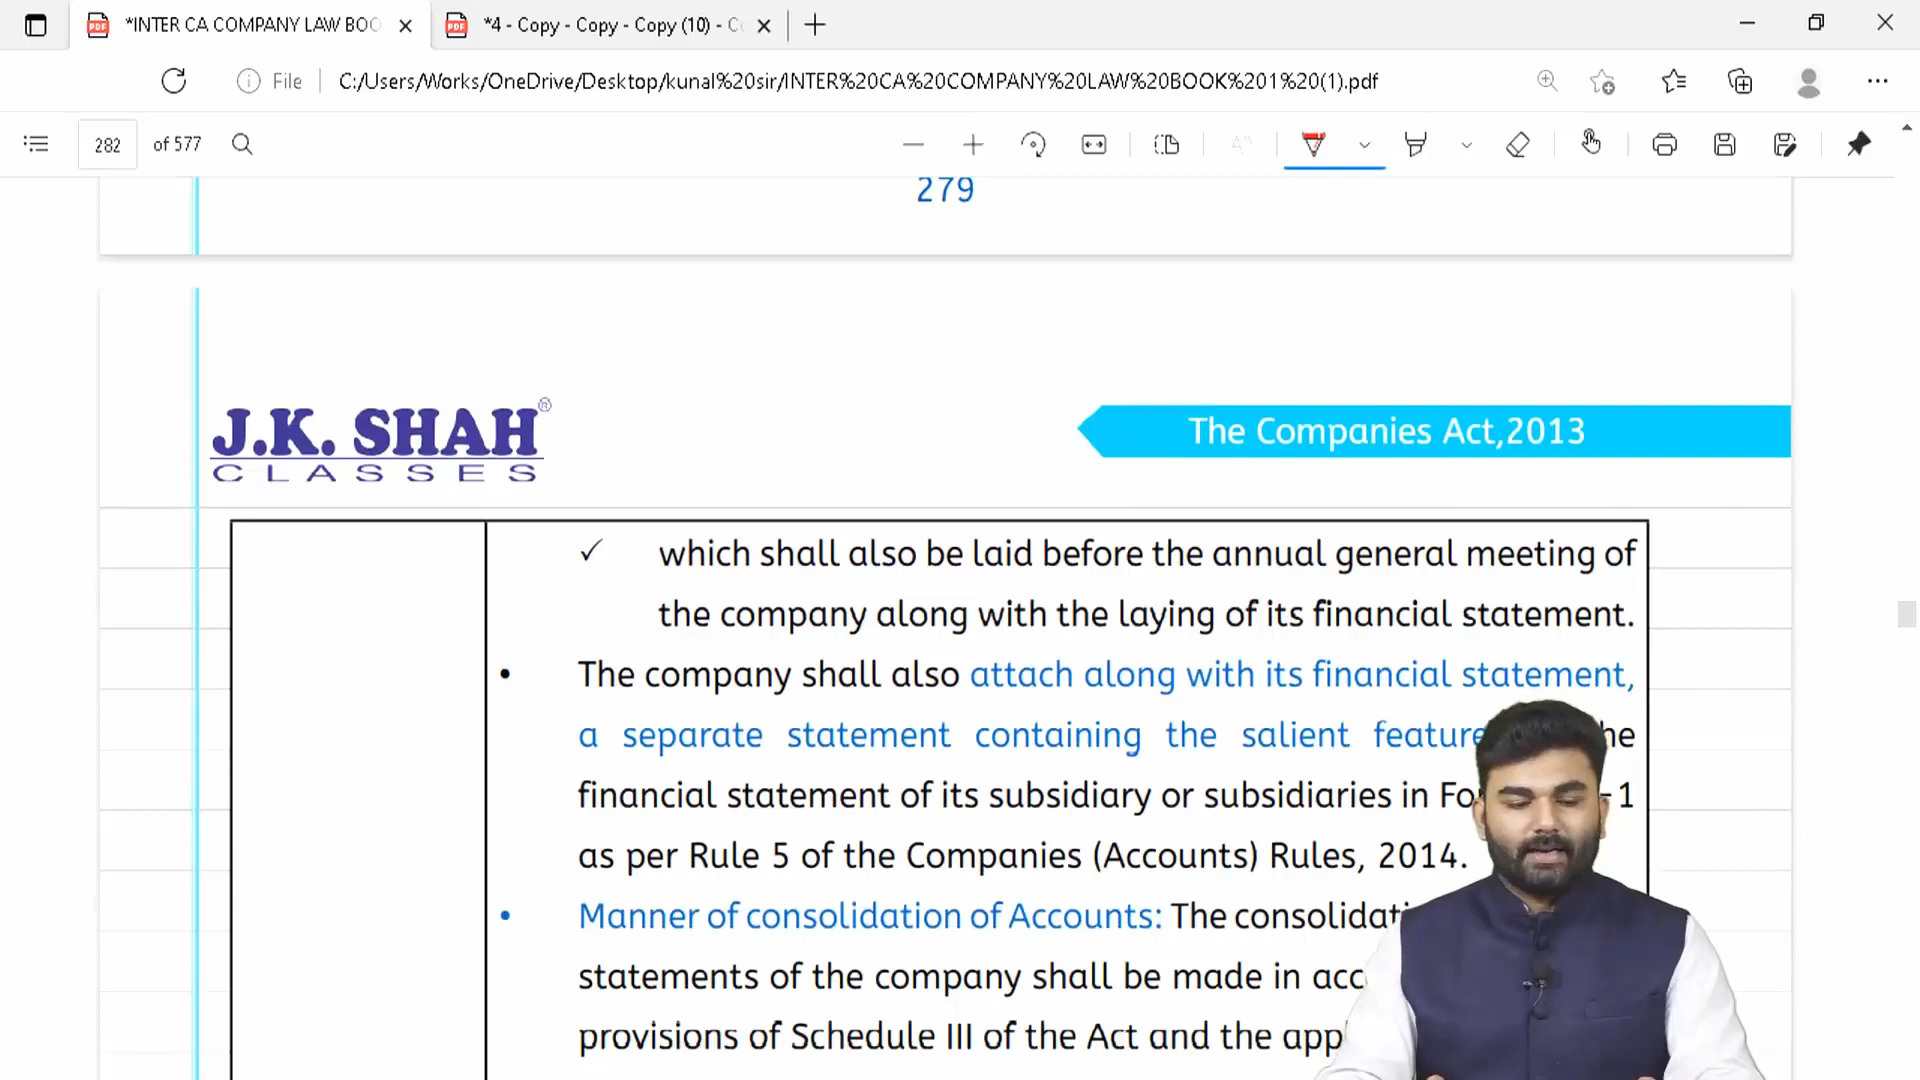 *INTER CA COMPANY LAW BOO
*4 - Copy - Copy - Copy (10) - C
File
C:/Users/Works/OneDrive/Desktop/kunal%20sir/INTER%20CA%20COMPANY%20LAW%20BOOK%201%20(1).pdf
282 of 577
279
J.K. SHAH®
CLASSES
The Companies Act,2013
✓ which shall also be laid before the annual general meeting of
the company along with the laying of its financial statement.
• The company shall also attach along with its financial statement,
a separate statement containing the salient feature he
financial statement of its subsidiary or subsidiaries in Fo -1
as per Rule 5 of the Companies (Accounts) Rules, 2014.
• Manner of consolidation of Accounts: The consolidati
statements of the company shall be made in acc
provisions of Schedule III of the Act and the app